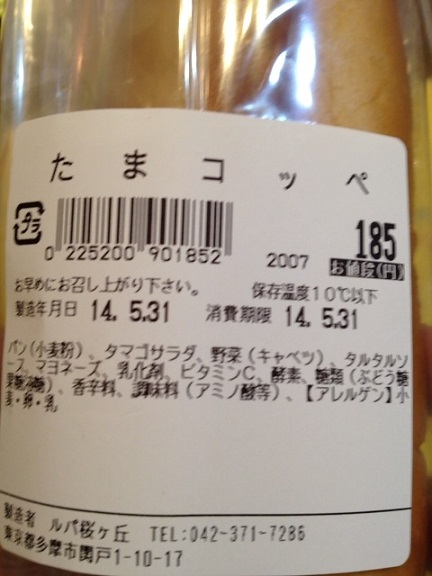 たまコッペ
プラ
0 225200 901852
2007
185
お値段(円)
お早めにお召し上がり下さい。
保存温度10℃以下
製造年月日 14. 5.31 消費期限 14. 5.31
パン(小麦粉)、タマゴサラダ、野菜(キャベツ)、タルタルソ
ース、マヨネーズ、乳化剤、ビタミンC、酵素、糖類(ぶどう糖
果糖液糖)、香辛料、調味料(アミノ酸等)、【アレルゲン】小
麦・卵・乳
製造者 ルパ桜ヶ丘 TEL:042-371-7286
東京都多摩市関戸1-10-17